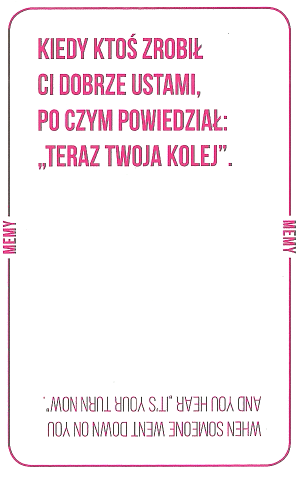 KIEDY KTOŚ ZROBIŁ
CI DOBRZE USTAMI,
PO CZYM POWIEDZIAŁ:
„TERAZ TWOJA KOLEJ”.
MEMY
MEMY
WHEN SOMEONE WENT DOWN ON YOU
AND YOU HEAR „IT'S YOUR TURN NOW”.